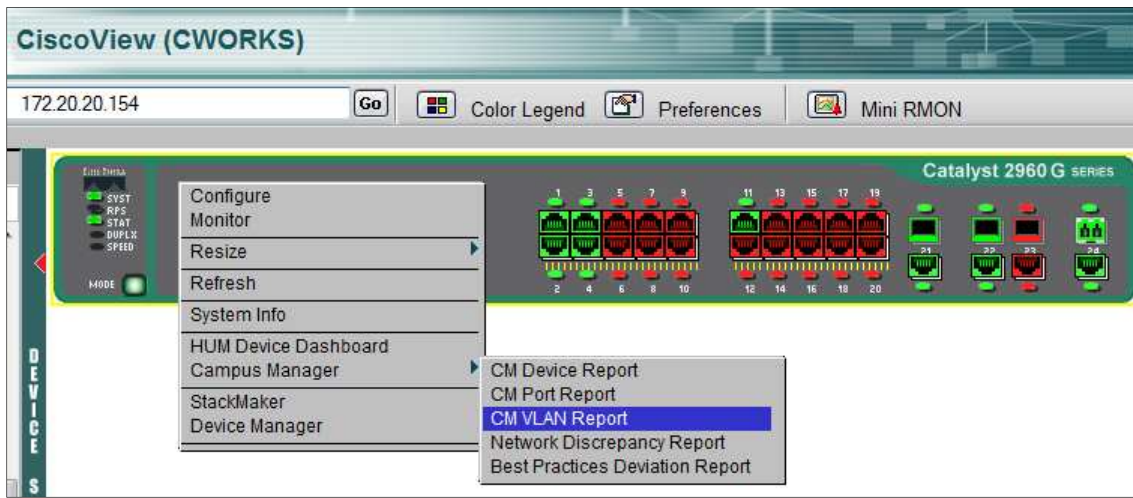 CiscoView (CWORKS)
172.20.20.154 Go Color Legend Preferences Mini RMON
Catalyst 2960 G SERIES
SYST
RPS
STAT
DUPLX
SPEED
MODE
1 3 5 7 9 11 13 15 17 19
21 22 23 24
2 4 6 8 10 12 14 16 18 20
Configure
Monitor
Resize
Refresh
System Info
HUM Device Dashboard
Campus Manager
StackMaker
Device Manager
CM Device Report
CM Port Report
CM VLAN Report
Network Discrepancy Report
Best Practices Deviation Report
DEVICE S